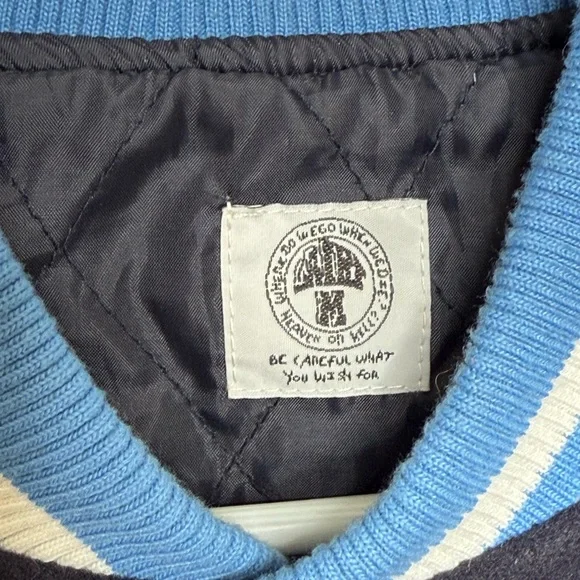 WHERE DO WE GO WHEN WE DIE?
HEAVEN OR HELL?
BE CAREFUL WHAT
YOU WISH FOR